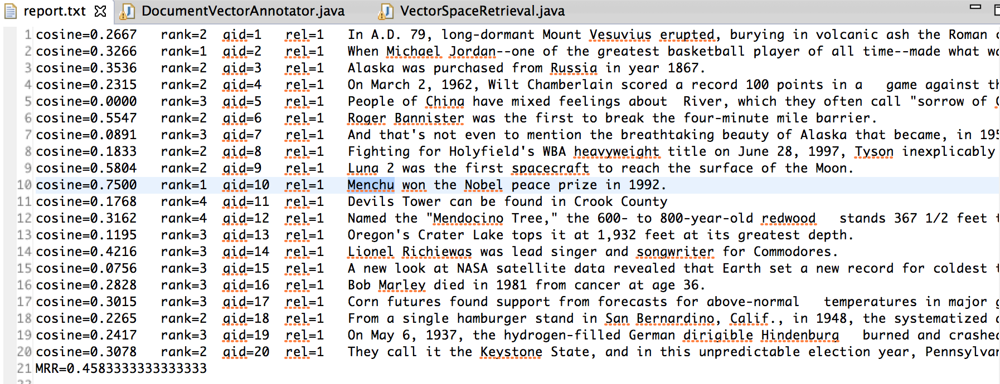 report.txt DocumentVectorAnnotator.java VectorSpaceRetrieval.java
1 cosine=0.2667 rank=2 qid=1 rel=1 In A.D. 79, long-dormant Mount Vesuvius erupted, burying in volcanic ash the Roman
2 cosine=0.3266 rank=1 qid=2 rel=1 When Michael Jordan--one of the greatest basketball player of all time--made what
3 cosine=0.3536 rank=2 qid=3 rel=1 Alaska was purchased from Russia in year 1867.
4 cosine=0.2315 rank=2 qid=4 rel=1 On March 2, 1962, Wilt Chamberlain scored a record 100 points in a game against
5 cosine=0.0000 rank=3 qid=5 rel=1 People of China have mixed feelings about River, which they often call "sorrow of
6 cosine=0.5547 rank=2 qid=6 rel=1 Roger Bannister was the first to break the four-minute mile barrier.
7 cosine=0.0891 rank=3 qid=7 rel=1 And that's not even to mention the breathtaking beauty of Alaska that became, in 195
8 cosine=0.1833 rank=2 qid=8 rel=1 Fighting for Holyfield's WBA heavyweight title on June 28, 1997, Tyson inexplicably
9 cosine=0.5804 rank=2 qid=9 rel=1 Luna 2 was the first spacecraft to reach the surface of the Moon.
10 cosine=0.7500 rank=1 qid=10 rel=1 Menchu won the Nobel peace prize in 1992.
11 cosine=0.1768 rank=4 qid=11 rel=1 Devils Tower can be found in Crook County
12 cosine=0.3162 rank=4 qid=12 rel=1 Named the "Mendocino Tree," the 600- to 800-year-old redwood stands 367 1/2 feet
13 cosine=0.1195 rank=3 qid=13 rel=1 Oregon's Crater Lake tops it at 1,932 feet at its greatest depth.
14 cosine=0.4216 rank=3 qid=14 rel=1 Lionel Richiewas was lead singer and songwriter for Commodores.
15 cosine=0.0756 rank=3 qid=15 rel=1 A new look at NASA satellite data revealed that Earth set a new record for coldest
16 cosine=0.2828 rank=3 qid=16 rel=1 Bob Marley died in 1981 from cancer at age 36.
17 cosine=0.3015 rank=3 qid=17 rel=1 Corn futures found support from forecasts for above-normal temperatures in major
18 cosine=0.2265 rank=2 qid=18 rel=1 From a single hamburger stand in San Bernardino, Calif., in 1948, the systematized
19 cosine=0.2417 rank=3 qid=19 rel=1 On May 6, 1937, the hydrogen-filled German dirigible Hindenburg burned and crashed
20 cosine=0.3078 rank=2 qid=20 rel=1 They call it the Keystone State, and in this unpredictable election year, Pennsylvan
21 MRR=0.4583333333333333
22